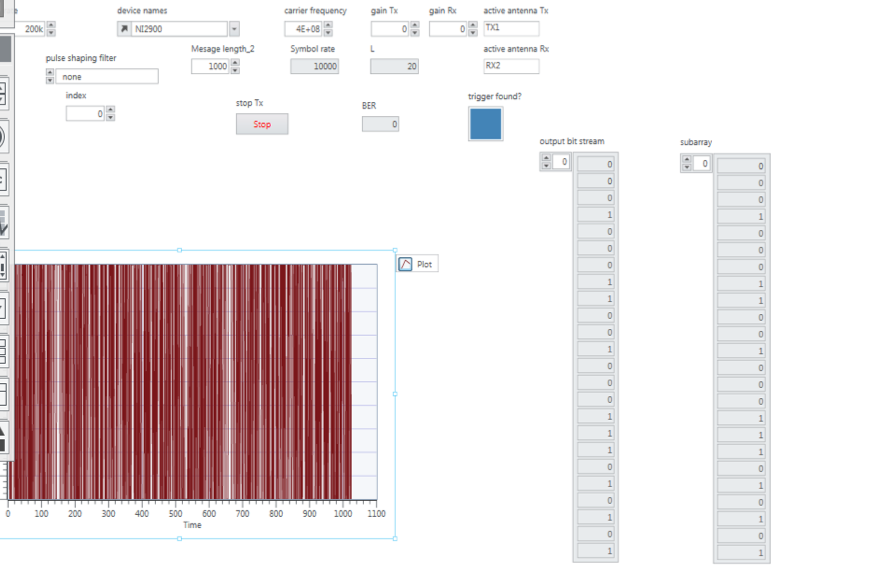 device names
carrier frequency
gain Tx
gain Rx
active antenna Tx
200k
NI2900
4E+08
0
0
TX1
Mesage length_2
Symbol rate
L
active antenna Rx
pulse shaping filter
1000
10000
20
RX2
none
index
stop Tx
BER
trigger found?
0
Stop
0
output bit stream
subarray
0
0
0
0
0
1
0
0
0
1
1
0
0
1
0
0
0
1
1
1
0
1
0
1
0
1
0
0
0
0
1
0
0
0
1
1
0
0
1
0
0
0
1
1
1
0
1
0
1
0
1
Plot
0 100 200 300 400 500 600 700 800 900 1000 1100
Time